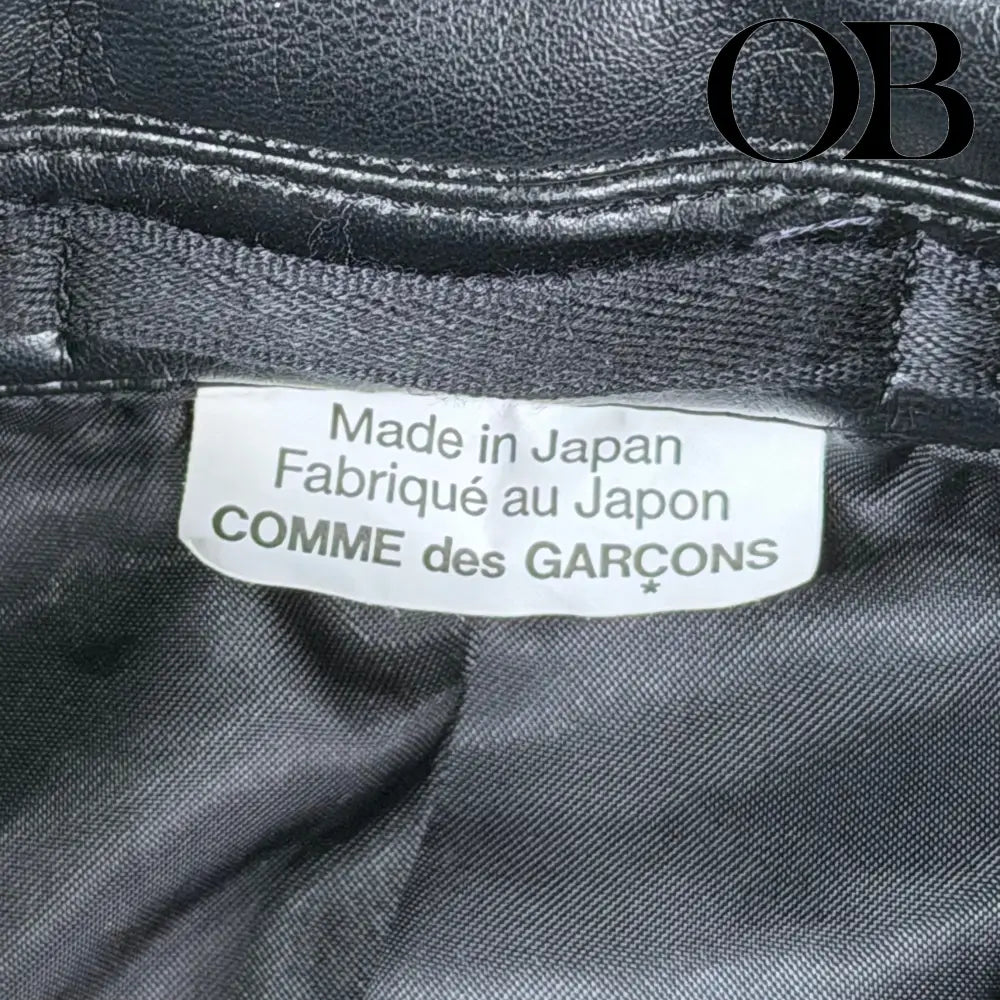 OB
Made in Japan
Fabriqué au Japon
COMME des GARÇONS
*